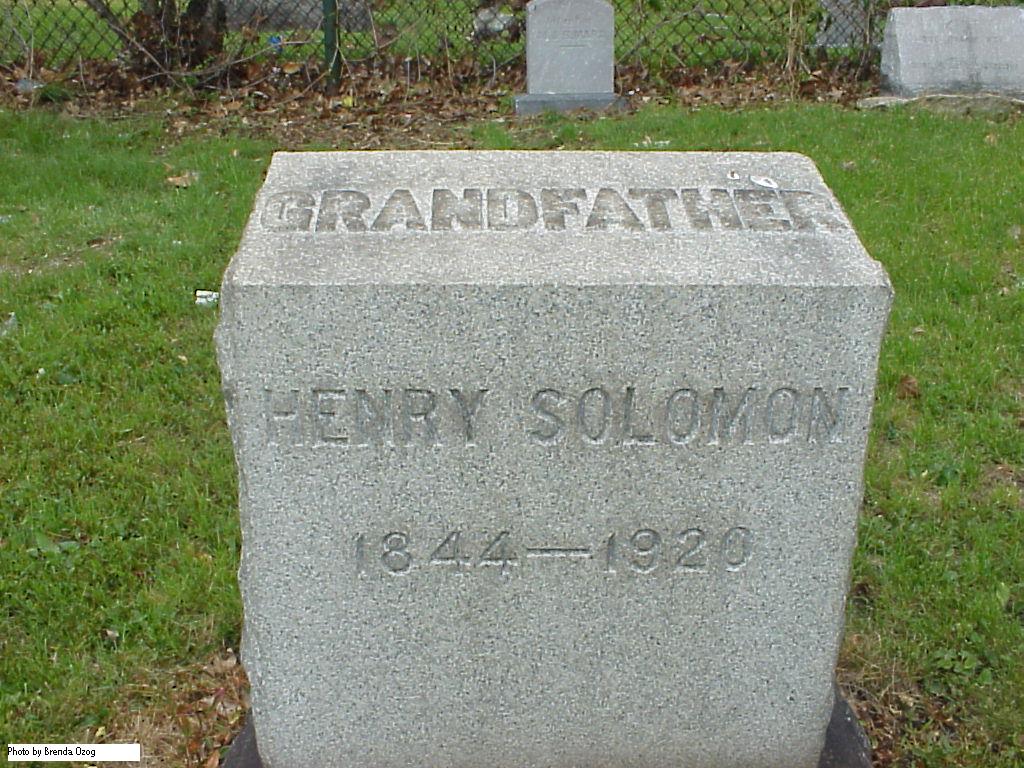 GRANDFATHER
HENRY SOLOMON
1844—1920
Photo by Brenda Ozog